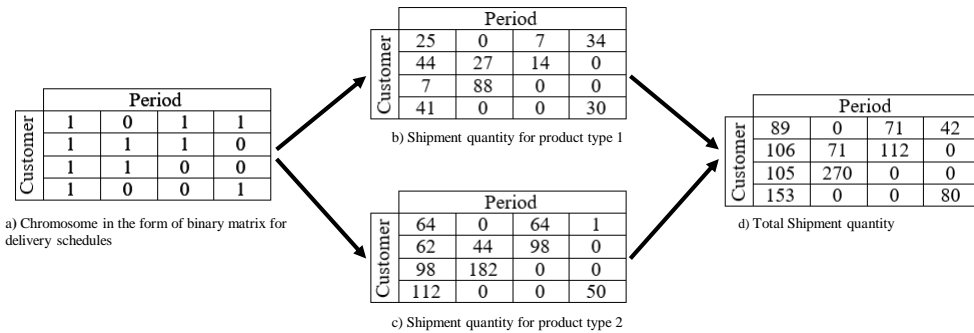 Period
Customer
1 0 1 1
1 1 1 0
1 1 0 0
1 0 0 1
a) Chromosome in the form of binary matrix for
delivery schedules
Period
Customer
25 0 7 34
44 27 14 0
7 88 0 0
41 0 0 30
b) Shipment quantity for product type 1
Period
Customer
64 0 64 1
62 44 98 0
98 182 0 0
112 0 0 50
c) Shipment quantity for product type 2
Period
Customer
89 0 71 42
106 71 112 0
105 270 0 0
153 0 0 80
d) Total Shipment quantity